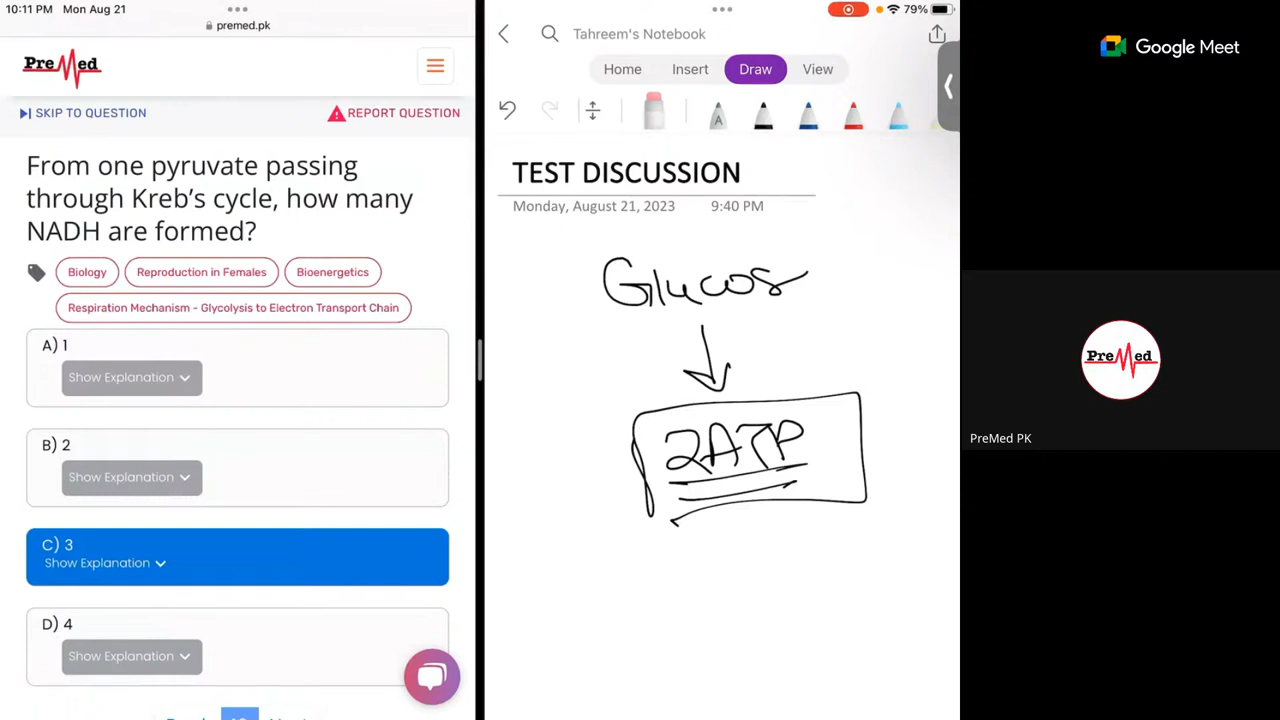 10:11 PM Mon Aug 21
premed.pk
PreMed
SKIP TO QUESTION
REPORT QUESTION
From one pyruvate passing
through Kreb’s cycle, how many
NADH are formed?
Biology
Reproduction in Females
Bioenergetics
Respiration Mechanism - Glycolysis to Electron Transport Chain
A) 1
Show Explanation
B) 2
Show Explanation
C) 3
Show Explanation
D) 4
Show Explanation
79%
Tahreem's Notebook
Home Insert Draw View
A
TEST DISCUSSION
Monday, August 21, 2023 9:40 PM
Glucos
2ATP
Google Meet
PreMed
PreMed PK